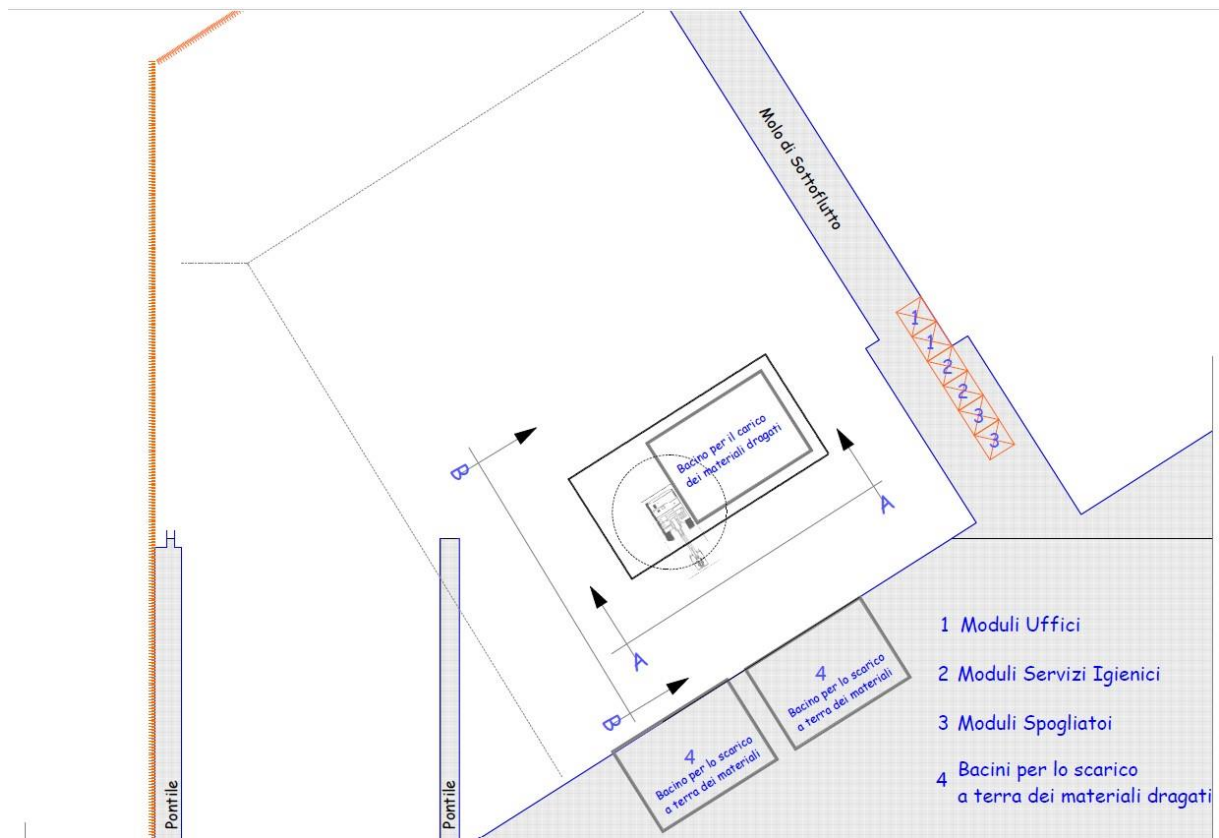 Molo di Sottoflutto
1
1
2
2
3
3
Bacino per il carico
dei materiali dragati
B
A
A
B
4
Bacino per lo scarico
a terra dei materiali
4
Bacino per lo scarico
a terra dei materiali
Pontile
Pontile
1 Moduli Uffici
2 Moduli Servizi Igienici
3 Moduli Spogliatoi
4 Bacini per lo scarico
a terra dei materiali dragati